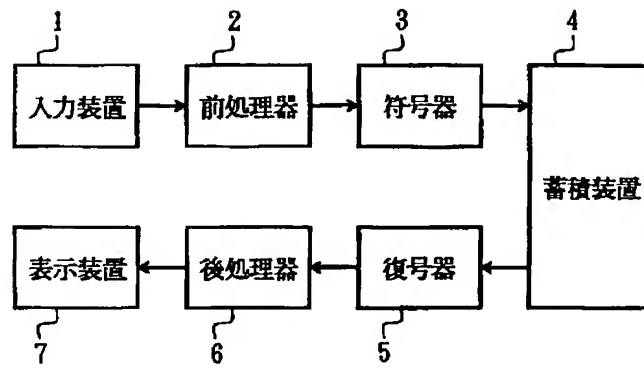 1 2 3 4
入力装置 前処理器 符号器
蓄積装置
表示装置 後処理器 復号器
7 6 5